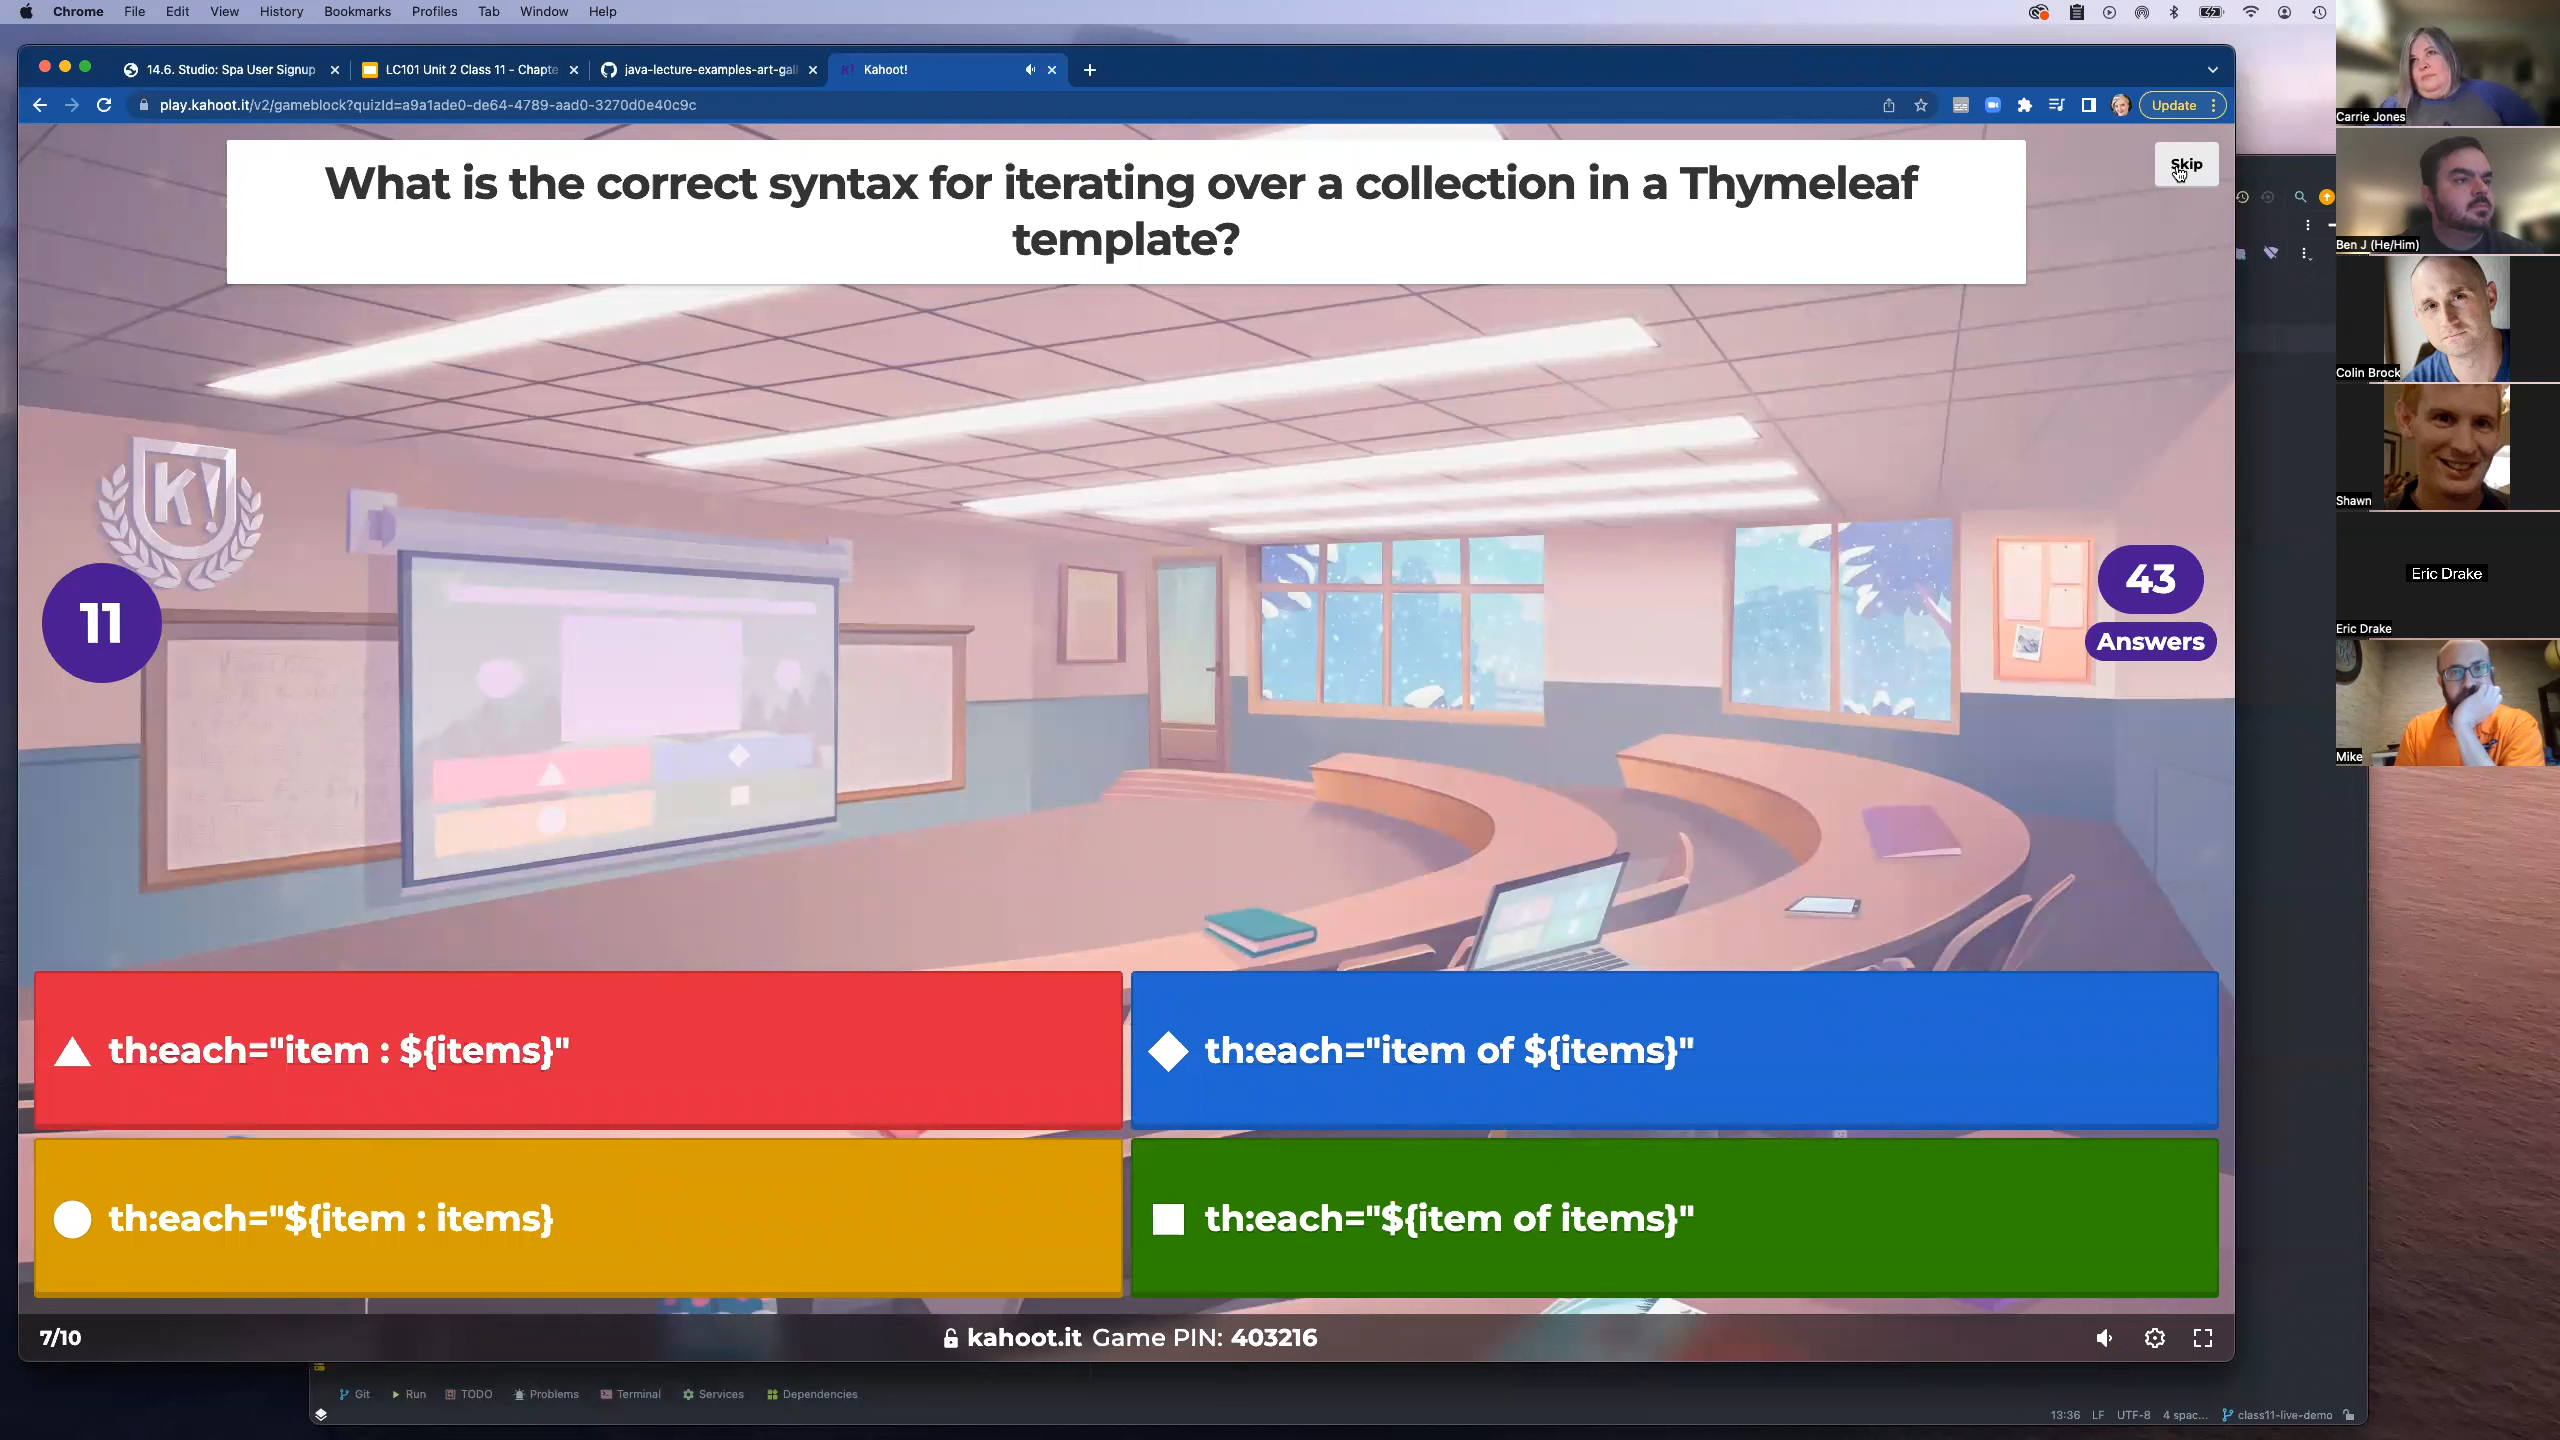 Chrome File Edit View History Bookmarks Profiles Tab Window Help
14.6. Studio: Spa User Signup
LC101 Unit 2 Class 11 - Chapte
java-lecture-examples-art-gal
Kahoot!
play.kahoot.it/v2/gameblock?quizId=a9a1ade0-de64-4789-aad0-3270d0e40c9c
Update
What is the correct syntax for iterating over a collection in a Thymeleaf
template?
Skip
K!
11
43
Answers
th:each="item : ${items}"
th:each="item of ${items}"
th:each="${item : items}
th:each="${item of items}"
7/10
kahoot.it Game PIN: 403216
Git Run TODO Problems Terminal Services Dependencies
13:36 LF UTF-8 4 spac... class11-live-demo
Carrie Jones
Ben J (He/Him)
Colin Brock
Shawn
Eric Drake
Eric Drake
Mike